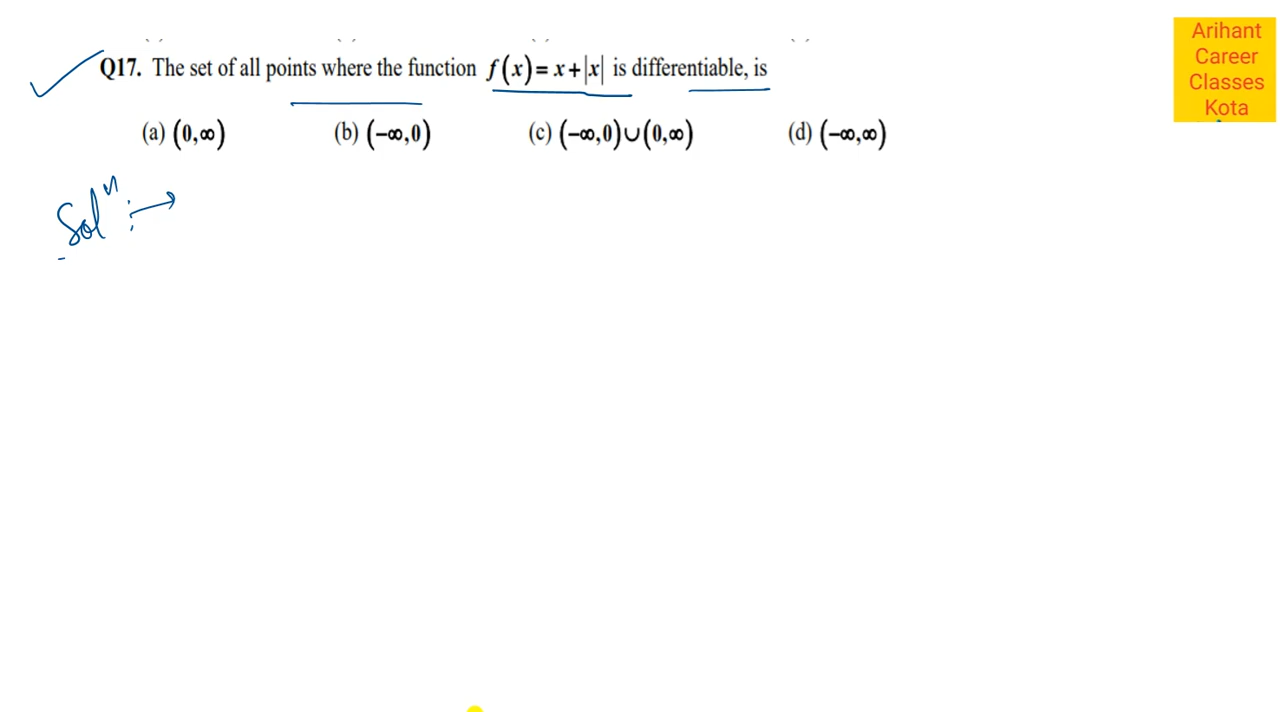 Arihant
Career
Classes
Kota
Q17. The set of all points where the function f(x)=x+|x| is differentiable, is
(a) (0,∞) (b) (−∞,0) (c) (−∞,0)∪(0,∞) (d) (−∞,∞)
Solⁿ :→